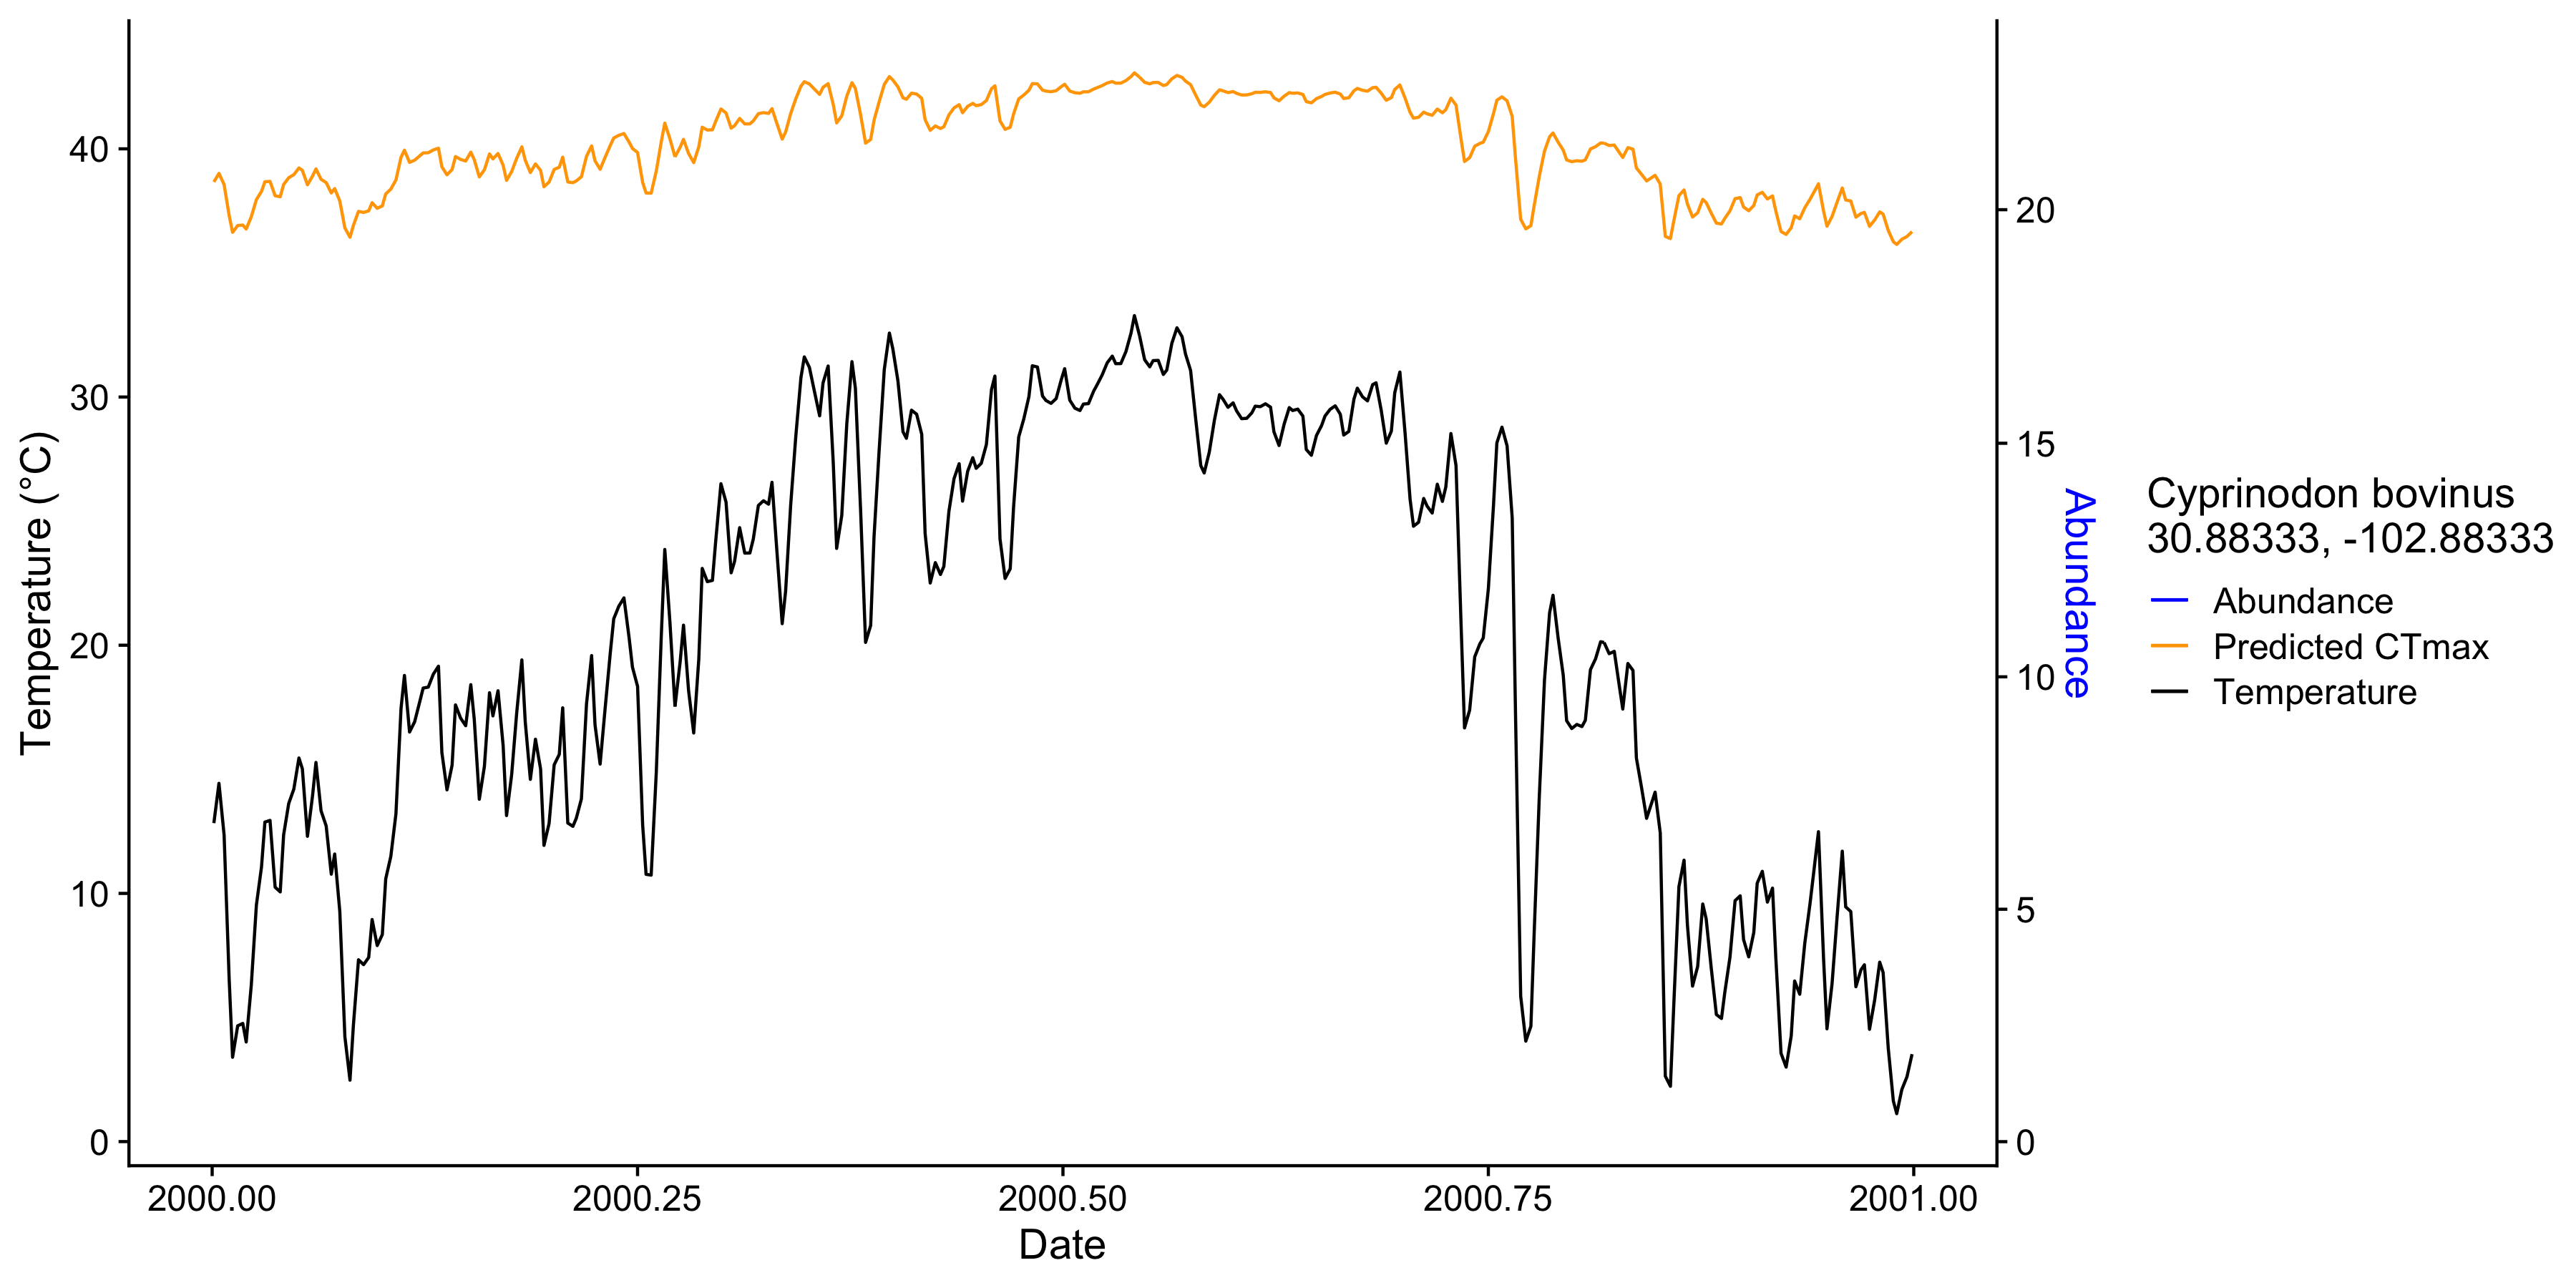 40
30
20
10
0
Temperature (°C)
2000.00
2000.25
2000.50
2000.75
2001.00
Date
20
15
10
5
0
Abundance
Cyprinodon bovinus
30.88333, -102.88333
Abundance
Predicted CTmax
Temperature